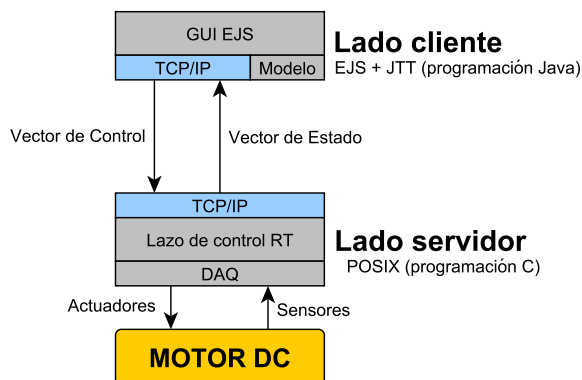 GUI EJS
TCP/IP
Modelo
Lado cliente
EJS + JTT (programación Java)
Vector de Control
Vector de Estado
TCP/IP
Lazo de control RT
DAQ
Lado servidor
POSIX (programación C)
Actuadores
Sensores
MOTOR DC